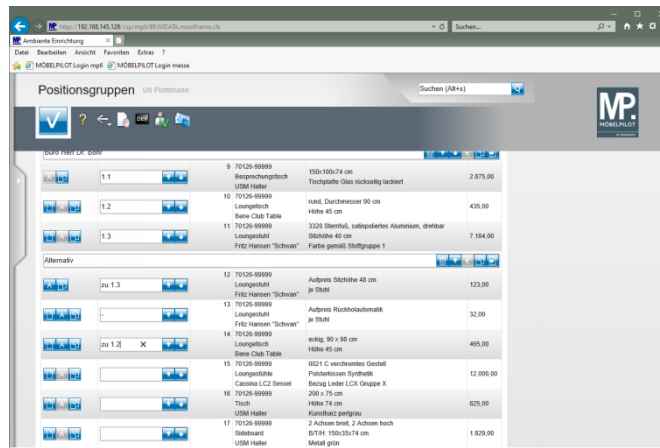 http://192.168.145.128/csp/mp6/BEWIDATA.mainFrame.cls
Suchen...
Ambiente Einrichtung
Datei Bearbeiten Ansicht Favoriten Extras ?
MÖBELPILOT Login mp6 MÖBELPILOT Login messe
Positionsgruppen Uli Flottmann
Suchen (Alt+s)
MP.
MÖBELPILOT
Büro Herr Dr. Bohr
1.1 9 70126-99999 2.875,00
Besprechungstisch
USM Haller
150x100x74 cm
Tischplatte Glas rückseitig lackiert
1.2 10 70126-99999 435,00
Loungetisch
Bene Club Table
rund, Durchmesser 90 cm
Höhe 45 cm
1.3 11 70126-99999 7.184,00
Loungestuhl
Fritz Hansen "Schwan"
3320 Sternfuß, satinpoliertes Aluminium, drehbar
Sitzhöhe 40 cm
Farbe gemäß Stoffgruppe 1
Alternativ
zu 1.3 12 70126-99999 123,00
Loungestuhl
Fritz Hansen "Schwan"
Aufpreis Sitzhöhe 48 cm
je Stuhl
- 13 70126-99999 32,00
Loungestuhl
Fritz Hansen "Schwan"
Aufpreis Rückholautomatik
je Stuhl
zu 1.2 14 70126-99999 465,00
Loungetisch
Bene Club Table
eckig, 90 x 90 cm
Höhe 45 cm
15 70126-99999 12.000,00
Loungestühle
Cassina LC2 Sessel
0021 C verchromtes Gestell
Polsterkissen Synthetik
Bezug Leder LCX Gruppe X
16 70126-99999 825,00
Tisch
USM Haller
200 x 75 cm
Höhe 74 cm
Kunstharz perlgrau
17 70126-99999 1.829,00
Sideboard
USM Haller
2 Achsen breit, 2 Achsen hoch
B/T/H: 150x35x74 cm
Metall grün